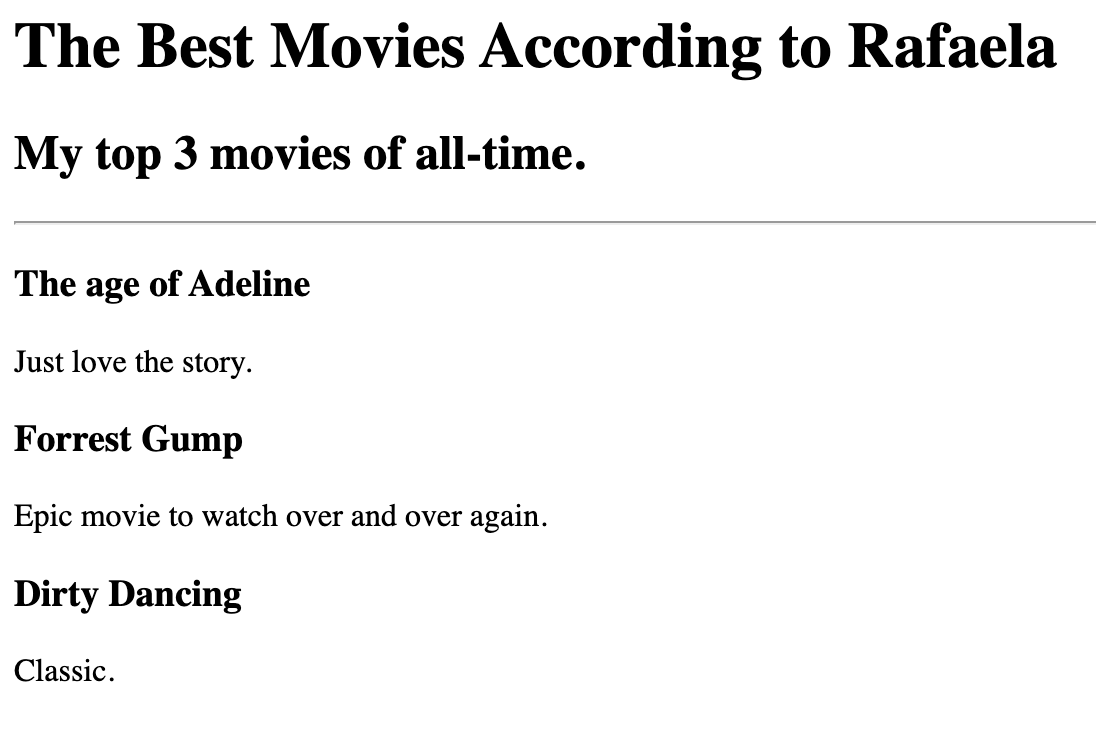 The Best Movies According to Rafaela
My top 3 movies of all-time.
The age of Adeline
Just love the story.
Forrest Gump
Epic movie to watch over and over again.
Dirty Dancing
Classic.